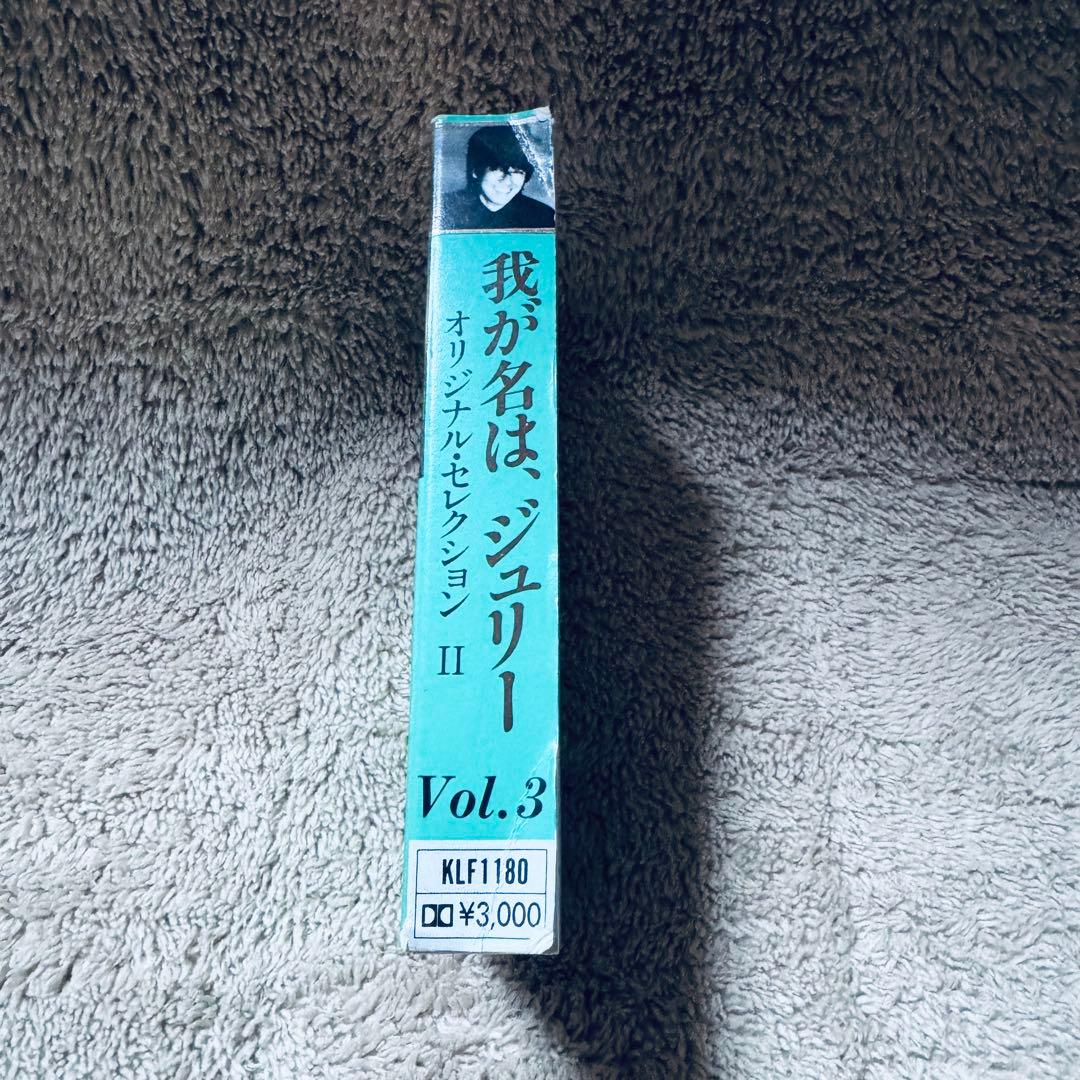 我が名は、ジュリー
オリジナル・セレクション II
Vol.3
KLF1180
¥3,000